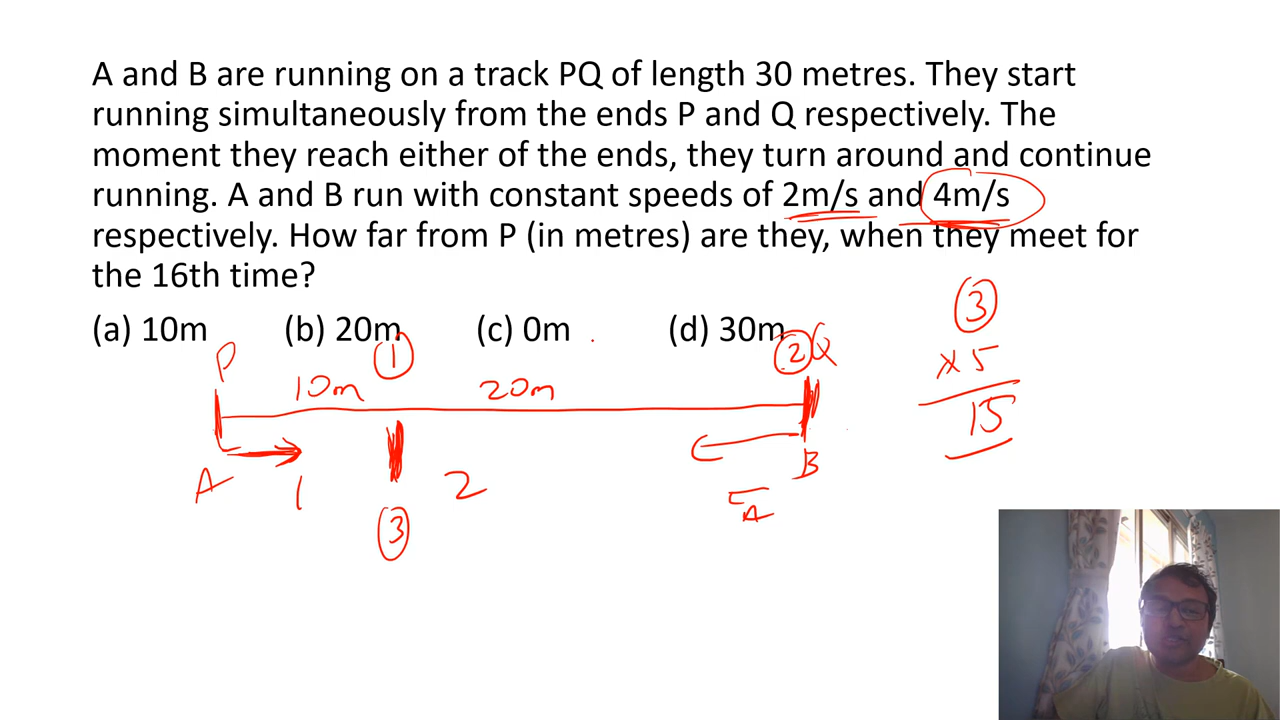 A and B are running on a track PQ of length 30 metres. They start
running simultaneously from the ends P and Q respectively. The
moment they reach either of the ends, they turn around and continue
running. A and B run with constant speeds of 2m/s and 4m/s
respectively. How far from P (in metres) are they, when they meet for
the 16th time?
(a) 10m (b) 20m (c) 0m (d) 30m
3
x 5
15
P 1 2 Q
10m 20m
A 1 2 B
A
3